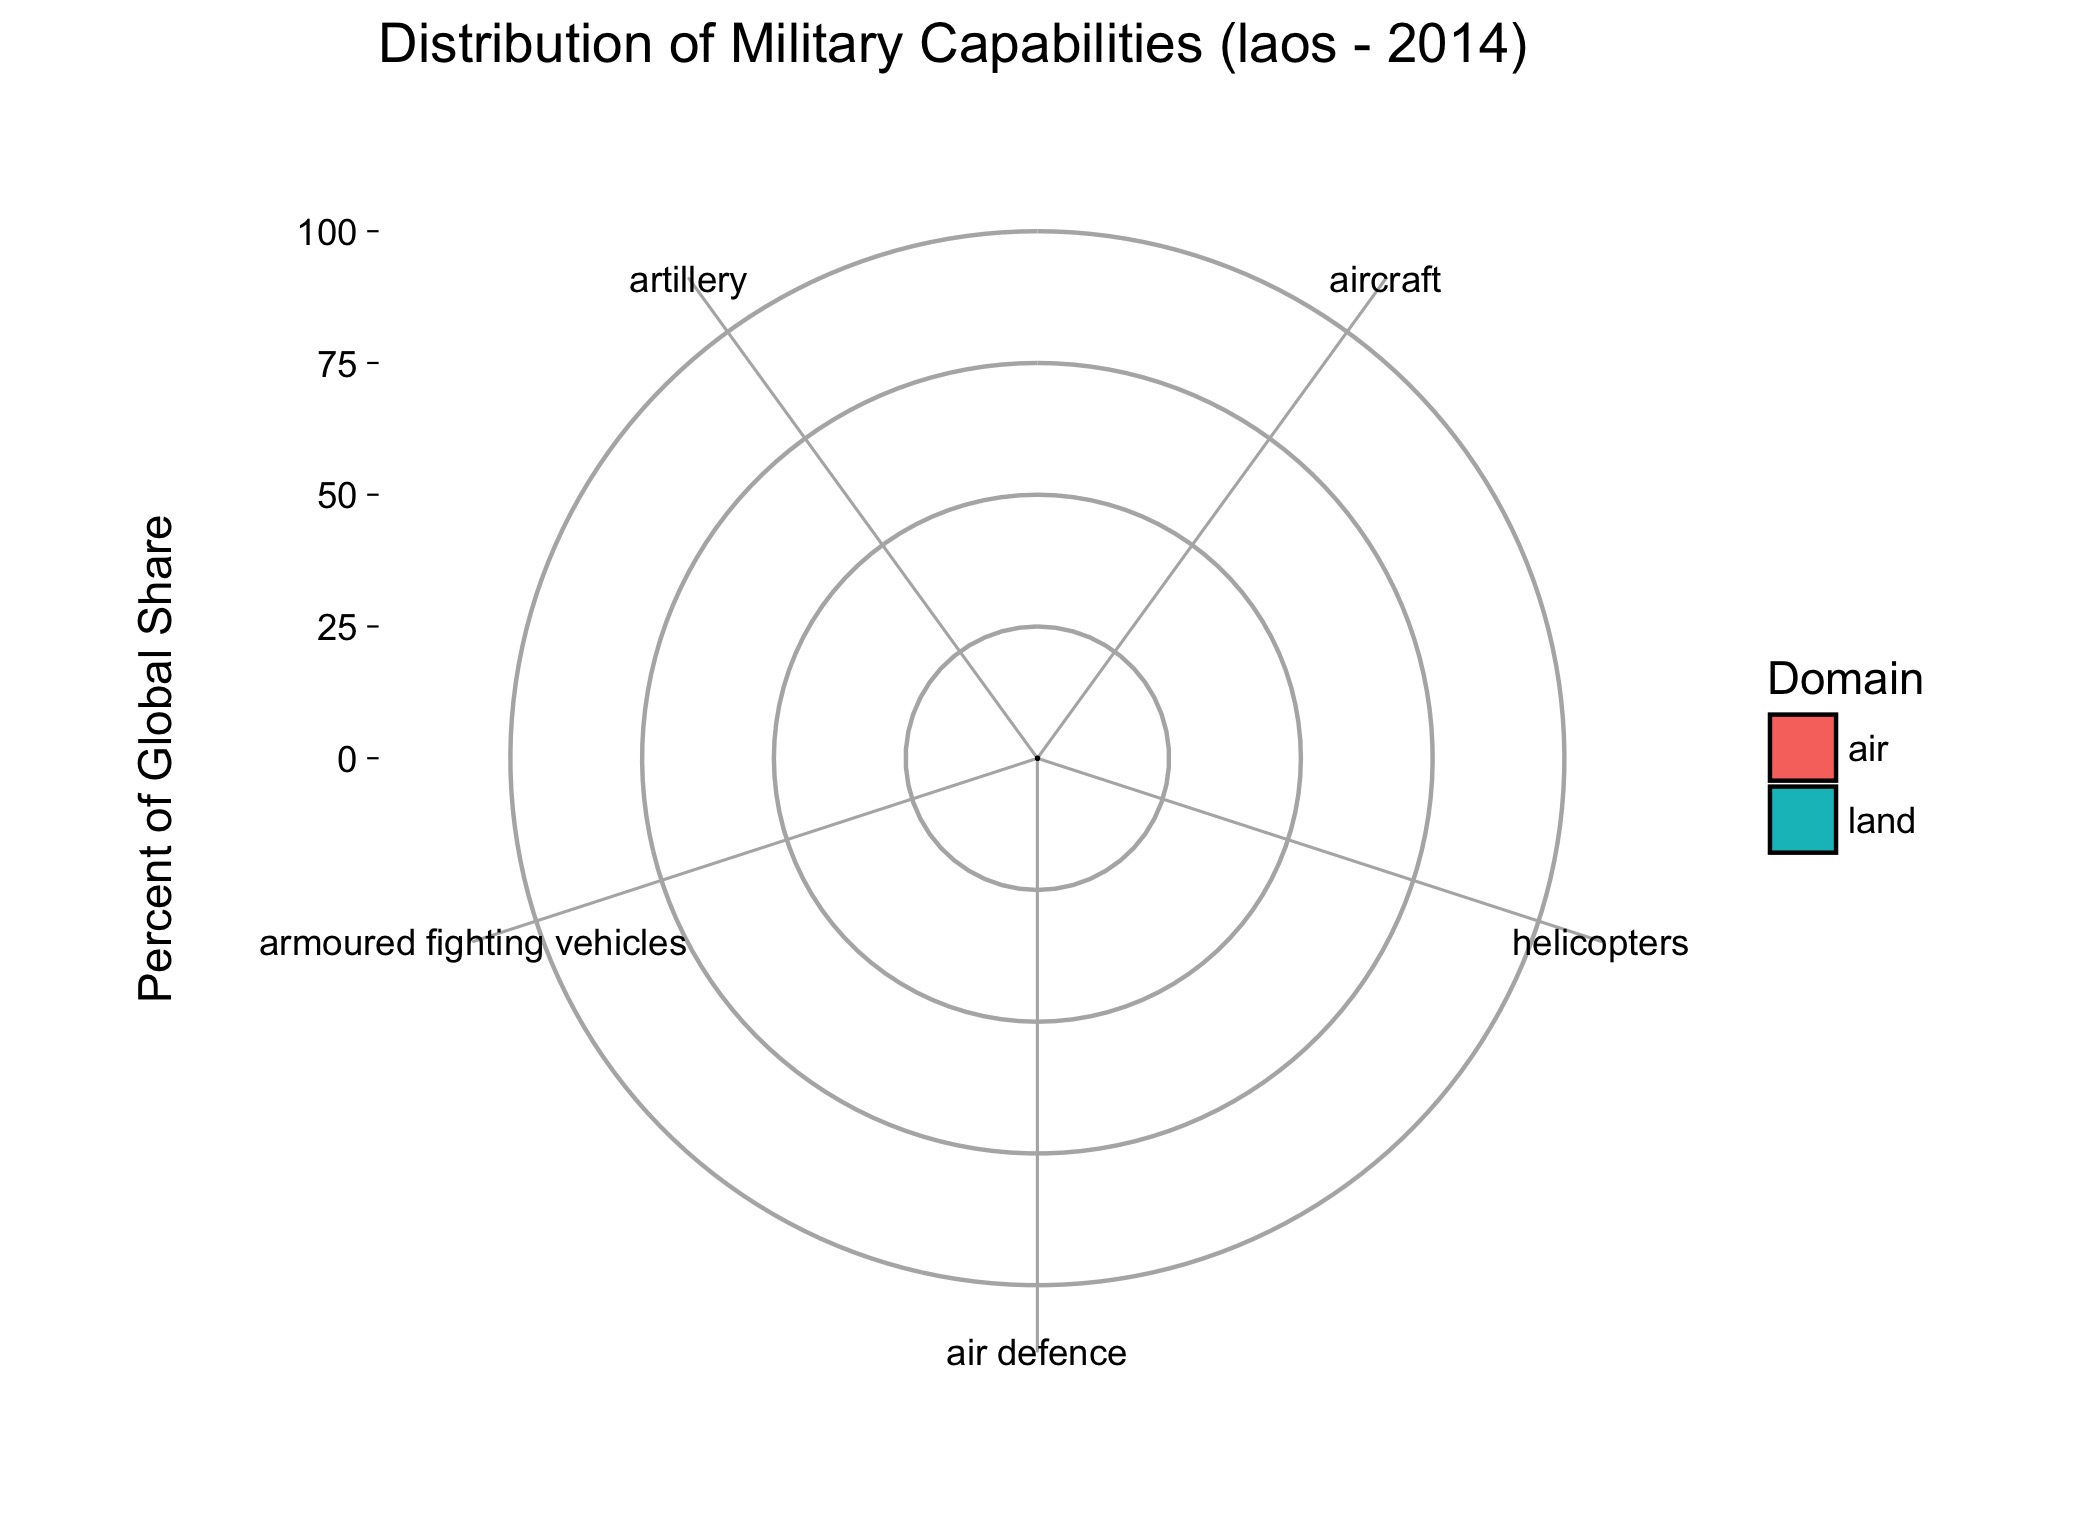 Distribution of Military Capabilities (laos - 2014)
100
artillery
aircraft
75
50
25
0
Percent of Global Share
Domain
air
land
armoured fighting vehicles
helicopters
air defence